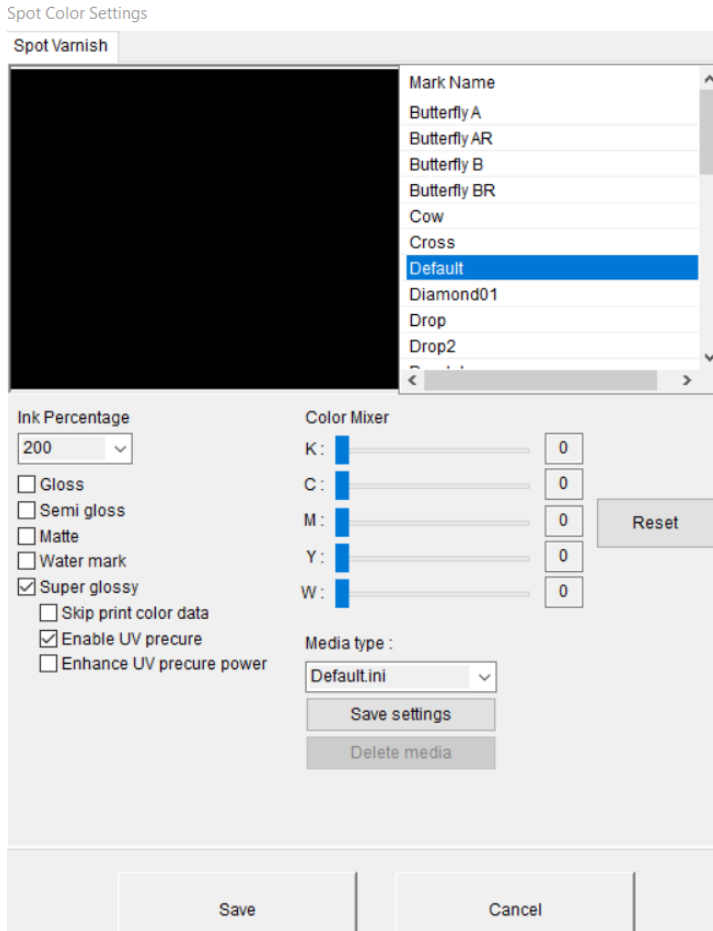 Spot Color Settings
Spot Varnish
Mark Name
Butterfly A
Butterfly AR
Butterfly B
Butterfly BR
Cow
Cross
Default
Diamond01
Drop
Drop2
Ink Percentage
200
Gloss
Semi gloss
Matte
Water mark
Super glossy
Skip print color data
Enable UV precure
Enhance UV precure power
Color Mixer
K : 0
C : 0
M : 0
Y : 0
W : 0
Reset
Media type :
Default.ini
Save settings
Delete media
Save
Cancel